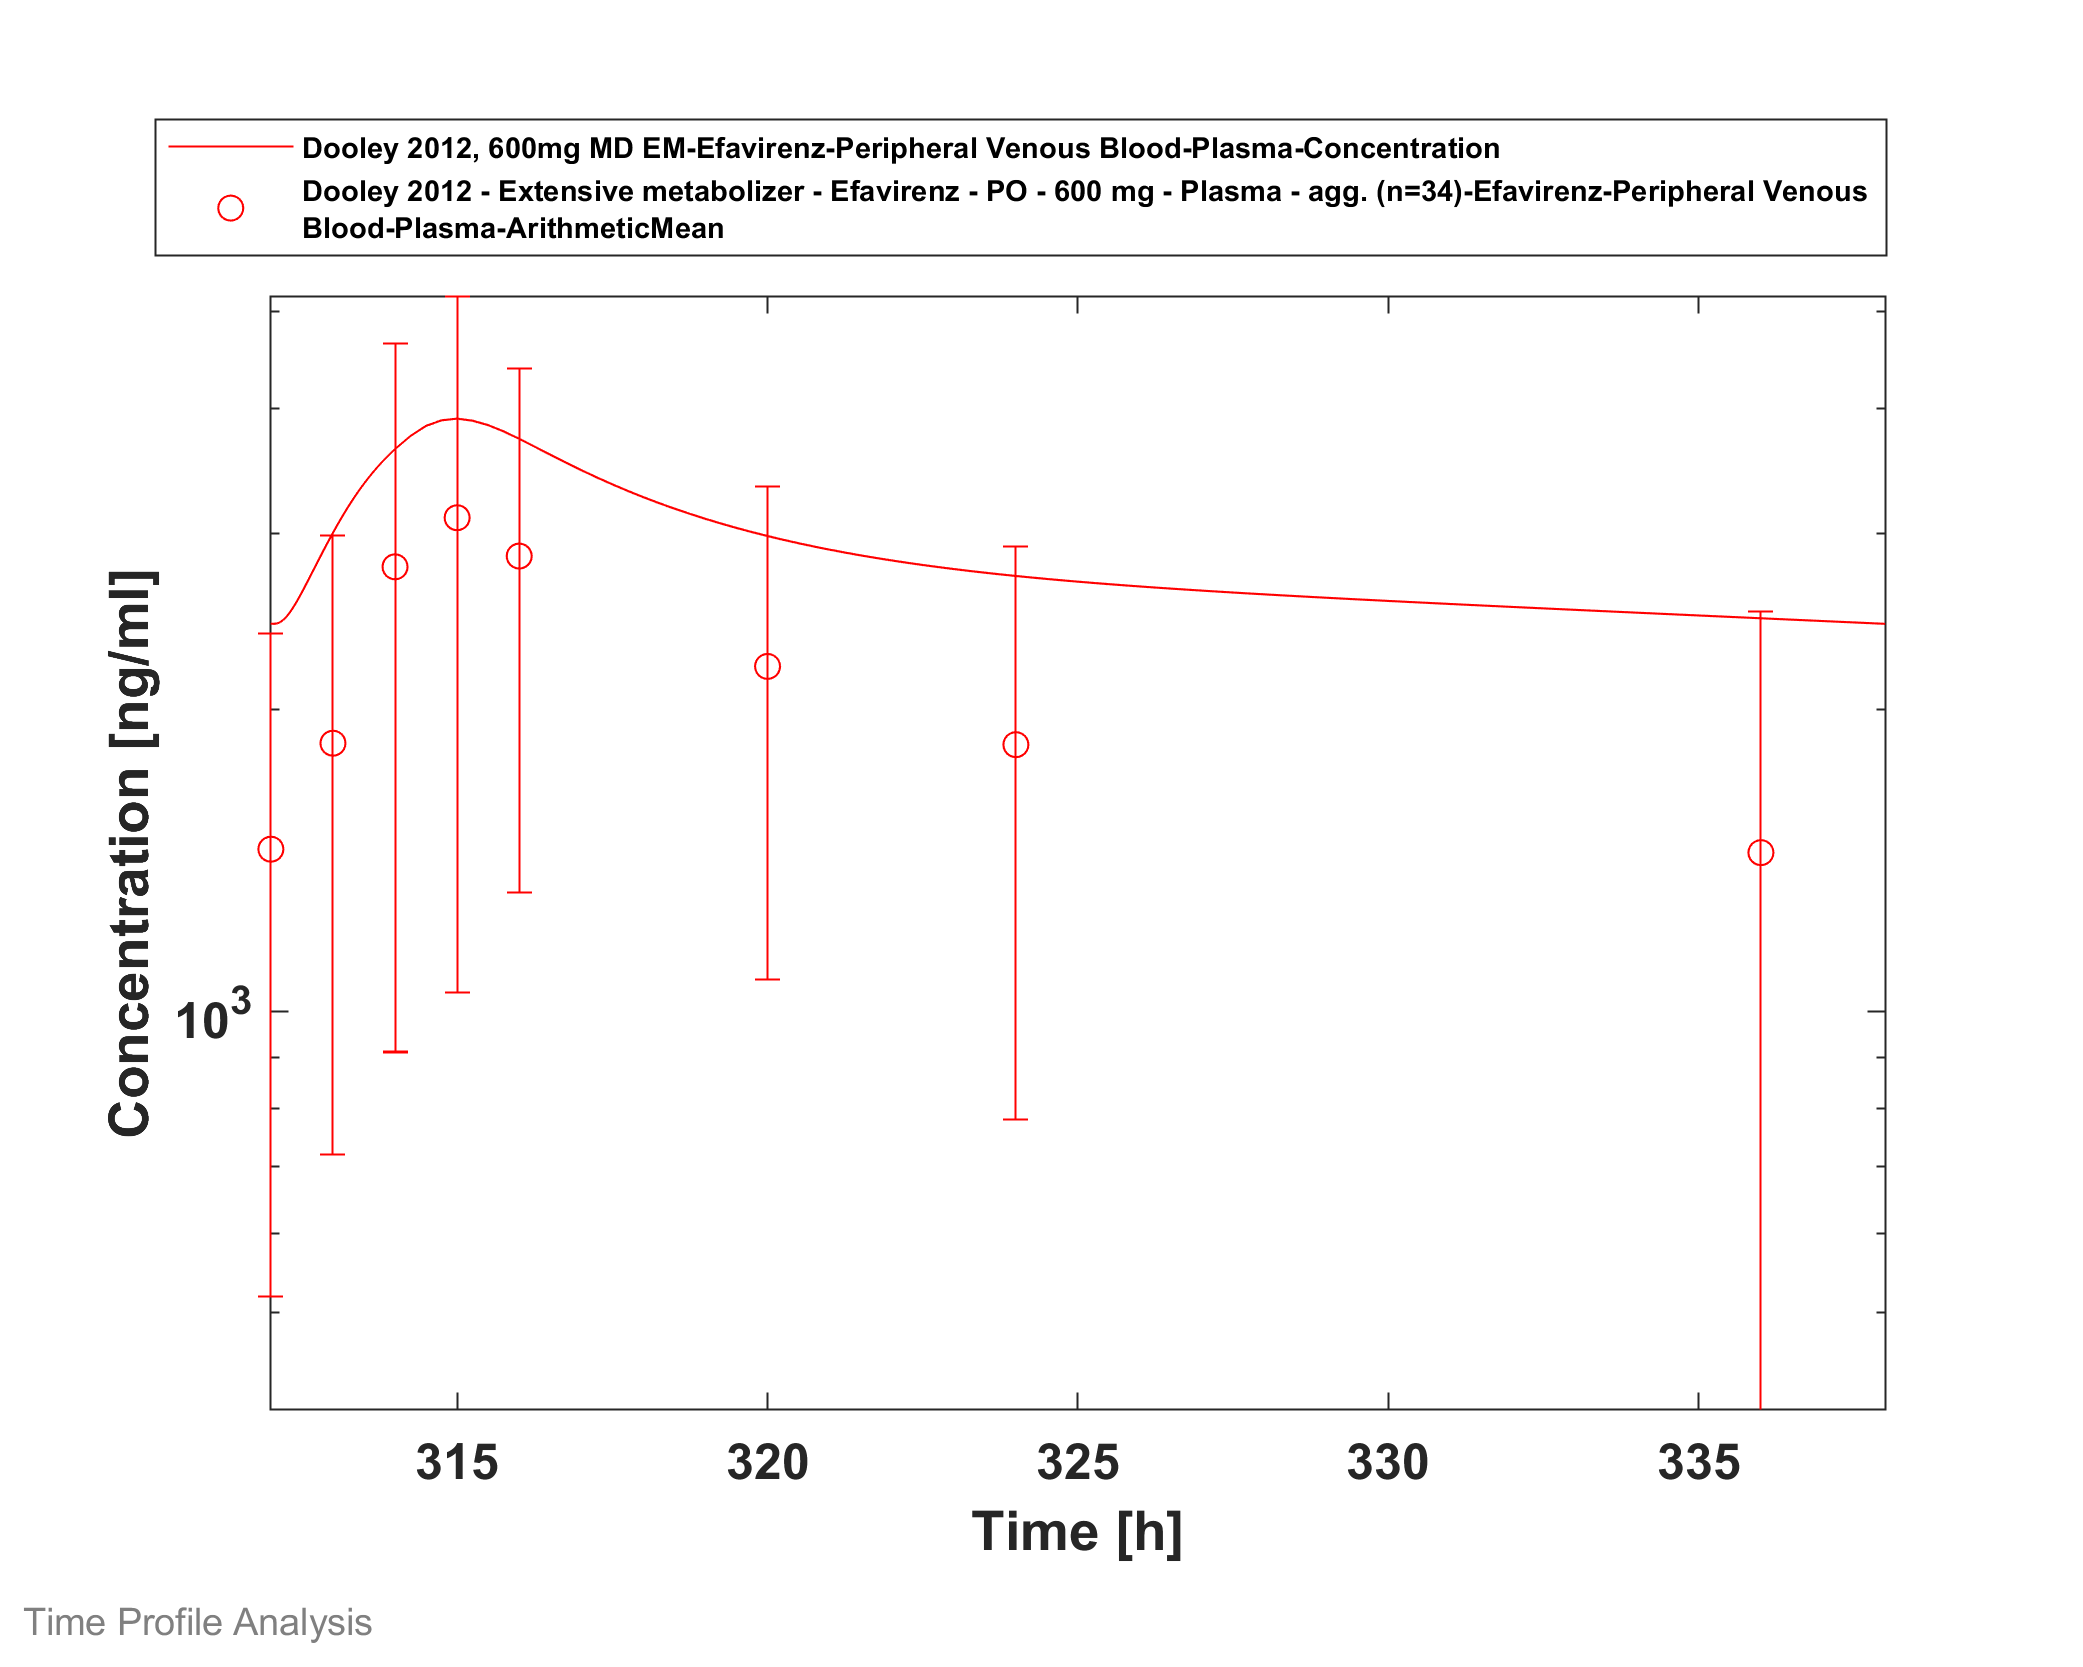 Dooley 2012, 600mg MD EM-Efavirenz-Peripheral Venous Blood-Plasma-Concentration
Dooley 2012 - Extensive metabolizer - Efavirenz - PO - 600 mg - Plasma - agg. (n=34)-Efavirenz-Peripheral Venous
Blood-Plasma-ArithmeticMean
Concentration [ng/ml]
10^3
315 320 325 330 335
Time [h]
Time Profile Analysis